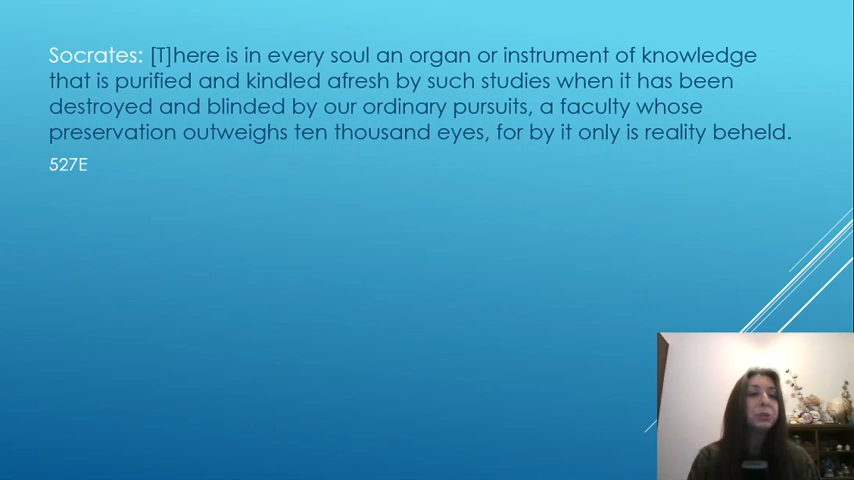 Socrates: [T]here is in every soul an organ or instrument of knowledge
that is purified and kindled afresh by such studies when it has been
destroyed and blinded by our ordinary pursuits, a faculty whose
preservation outweighs ten thousand eyes, for by it only is reality beheld.
527E